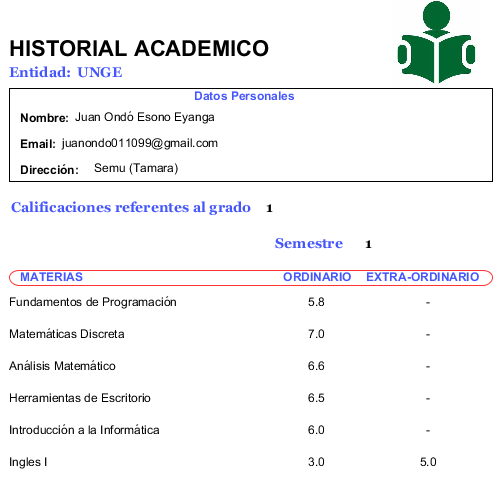 HISTORIAL ACADEMICO
Entidad: UNGE
Datos Personales
Nombre: Juan Ondó Esono Eyanga
Email: juanondo011099@gmail.com
Dirección: Semu (Tamara)
Calificaciones referentes al grado 1
Semestre 1
MATERIAS ORDINARIO EXTRA-ORDINARIO
Fundamentos de Programación 5.8 -
Matemáticas Discreta 7.0 -
Análisis Matemático 6.6 -
Herramientas de Escritorio 6.5 -
Introducción a la Informática 6.0 -
Ingles I 3.0 5.0